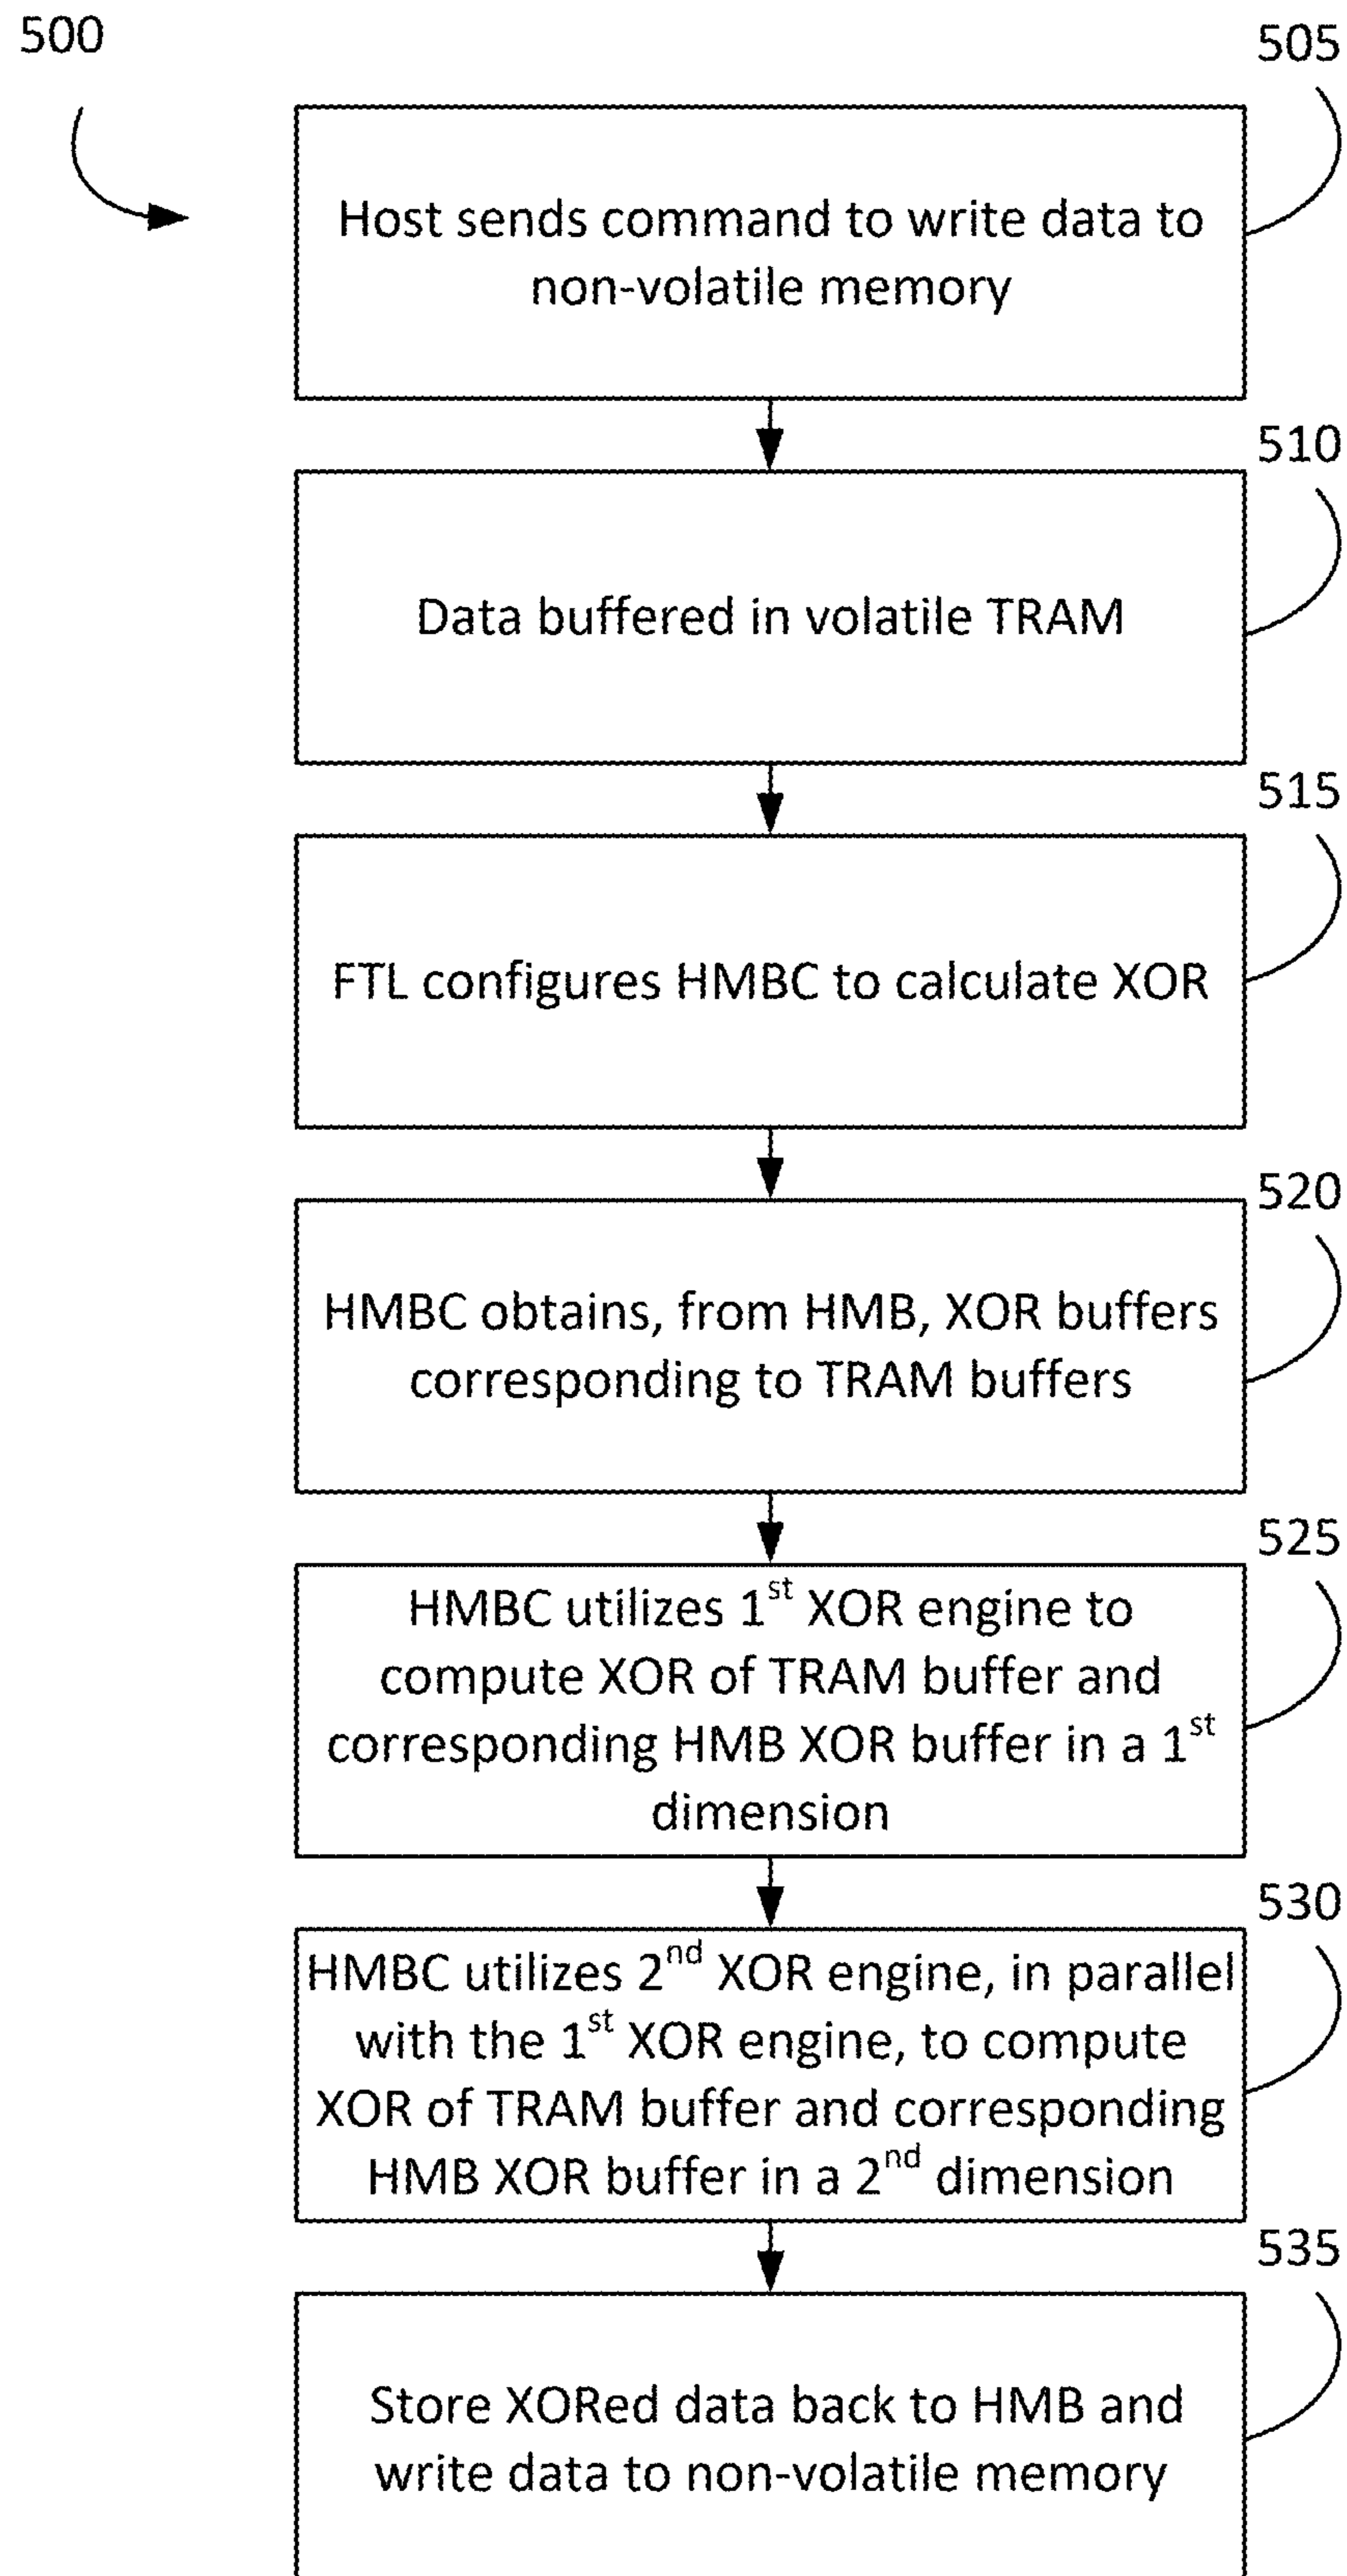 500
505
Host sends command to write data to
non-volatile memory
510
Data buffered in volatile TRAM
515
FTL configures HMBC to calculate XOR
520
HMBC obtains, from HMB, XOR buffers
corresponding to TRAM buffers
525
HMBC utilizes 1st XOR engine to
compute XOR of TRAM buffer and
corresponding HMB XOR buffer in a 1st
dimension
530
HMBC utilizes 2nd XOR engine, in parallel
with the 1st XOR engine, to compute
XOR of TRAM buffer and corresponding
HMB XOR buffer in a 2nd dimension
535
Store XORed data back to HMB and
write data to non-volatile memory